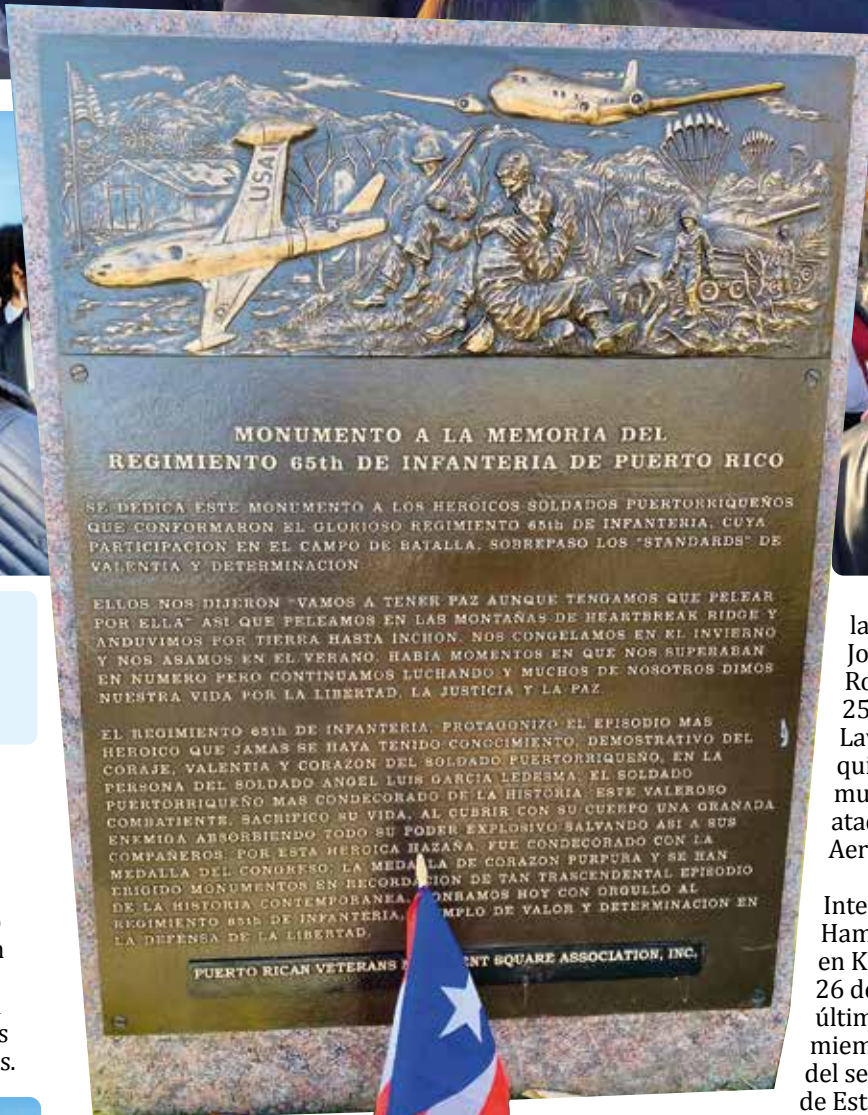 USAF
MONUMENTO A LA MEMORIA DEL
REGIMIENTO 65th DE INFANTERIA DE PUERTO RICO
SE DEDICA ESTE MONUMENTO A LOS HEROICOS SOLDADOS PUERTORRIQUEÑOS
QUE CONFORMARON EL GLORIOSO REGIMIENTO 65th DE INFANTERIA, CUYA
PARTICIPACION EN EL CAMPO DE BATALLA, SOBREPASO LOS "STANDARDS" DE
VALENTIA Y DETERMINACION
ELLOS NOS DIJERON "VAMOS A TENER PAZ AUNQUE TENGAMOS QUE PELEAR
POR ELLA" ASI QUE PELEAMOS EN LAS MONTAÑAS DE HEARTBREAK RIDGE Y
ANDUVIMOS POR TIERRA HASTA INCHON. NOS CONGELAMOS EN EL INVIERNO
Y NOS ASAMOS EN EL VERANO. HABIA MOMENTOS EN QUE NOS SUPERABAN
EN NUMERO PERO CONTINUAMOS LUCHANDO Y MUCHOS DE NOSOTROS DIMOS
NUESTRA VIDA POR LA LIBERTAD, LA JUSTICIA Y LA PAZ
EL REGIMIENTO 65th DE INFANTERIA, PROTAGONIZO EL EPISODIO MAS
HEROICO QUE JAMAS SE HAYA TENIDO CONOCIMIENTO, DEMOSTRATIVO DEL
CORAJE, VALENTIA Y CORAZON DEL SOLDADO PUERTORRIQUEÑO, EN LA
PERSONA DEL SOLDADO ANGEL LUIS GARCIA LEDESMA, EL SOLDADO
PUERTORRIQUEÑO MAS CONDECORADO DE LA HISTORIA. ESTE VALEROSO
COMBATIENTE, SACRIFICO SU VIDA, AL CUBRIR CON SU CUERPO UNA GRANADA
ENEMIGA ABSORBIENDO TODO SU PODER EXPLOSIVO SALVANDO ASI A SUS
COMPAÑEROS. POR ESTA HEROICA HAZAÑA, FUE CONDECORADO CON LA
MEDALLA DEL CONGRESO, LA MEDALLA DE CORAZON PURPURA Y SE HAN
ERIGIDO MONUMENTOS EN RECORDACION DE TAN TRASCENDENTAL EPISODIO
DE LA HISTORIA CONTEMPORANEA. HONRAMOS HOY CON ORGULLO AL
REGIMIENTO 65th DE INFANTERIA, EMPLO DE VALOR Y DETERMINACION EN
LA DEFENSA DE LA LIBERTAD.
PUERTO RICAN VETERANS M ENT SQUARE ASSOCIATION, INC.
n
s
s.
la
Jo
Ro
25
Lav
qui
mu
atac
Aer
Inte
Ham
en K
26 de
últim
miem
del se
de Est